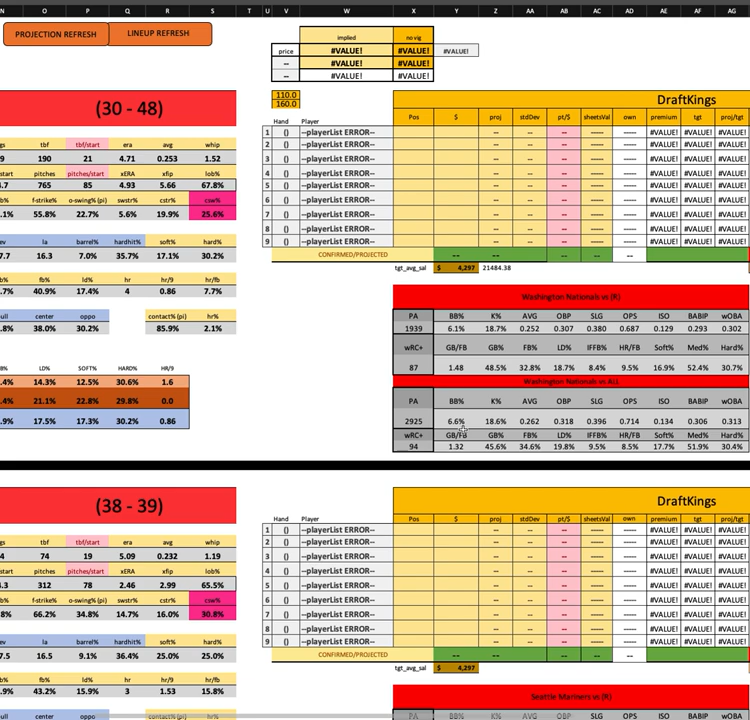 N O P Q R S T U V W X Y Z AA AB AC AD AE AF AG
PROJECTION REFRESH LINEUP REFRESH
implied no vig
price #VALUE! #VALUE! #VALUE!
-- #VALUE! #VALUE!
-- #VALUE! #VALUE!
110.0
160.0
(30 - 48) DraftKings
Hand Player Pos $ proj stdDev pt/$ sheetsVal own premium tgt proj/tgt
1 () --playerList ERROR-- -- -- -- ----- ----- #VALUE! #VALUE! #VALUE!
2 () --playerList ERROR-- -- -- -- ----- ----- #VALUE! #VALUE! #VALUE!
3 () --playerList ERROR-- -- -- -- ----- ----- #VALUE! #VALUE! #VALUE!
4 () --playerList ERROR-- -- -- -- ----- ----- #VALUE! #VALUE! #VALUE!
5 () --playerList ERROR-- -- -- -- ----- ----- #VALUE! #VALUE! #VALUE!
6 () --playerList ERROR-- -- -- -- ----- ----- #VALUE! #VALUE! #VALUE!
7 () --playerList ERROR-- -- -- -- ----- ----- #VALUE! #VALUE! #VALUE!
8 () --playerList ERROR-- -- -- -- ----- ----- #VALUE! #VALUE! #VALUE!
9 () --playerList ERROR-- -- -- -- ----- ----- #VALUE! #VALUE! #VALUE!
CONFIRMED/PROJECTED -- -- -- -- --
tgt_avg_sal $ 4,297 21484.38
gs tbf tbf/start era avg whip
9 190 21 4.71 0.253 1.52
start pitches pitches/start xERA xfip lob%
4.7 765 85 4.93 5.66 67.8%
b% f-strike% o-swing% (pi) swstr% cstr% csw%
.1% 55.8% 22.7% 5.6% 19.9% 25.6%
ev la barrel% hardhit% soft% hard%
7.7 16.3 7.0% 35.7% 17.1% 30.2%
b% fb% ld% hr hr/9 hr/fb
.7% 40.9% 17.4% 4 0.86 7.7%
pull center oppo contact% (pi) hr%
.8% 38.0% 30.2% 85.9% 2.1%
B% LD% SOFT% HARD% HR/9
.4% 14.3% 12.5% 30.6% 1.6
.4% 21.1% 22.8% 29.8% 0.0
.9% 17.5% 17.3% 30.2% 0.86
Washington Nationals vs (R)
PA BB% K% AVG OBP SLG OPS ISO BABIP wOBA
1939 6.1% 18.7% 0.252 0.307 0.380 0.687 0.129 0.293 0.302
wRC+ GB/FB GB% FB% LD% IFFB% HR/FB Soft% Med% Hard%
87 1.48 48.5% 32.8% 18.7% 8.4% 9.5% 16.9% 52.4% 30.7%
Washington Nationals vs ALL
PA BB% K% AVG OBP SLG OPS ISO BABIP wOBA
2925 6.6% 18.6% 0.262 0.318 0.396 0.714 0.134 0.306 0.313
wRC+ GB/FB GB% FB% LD% IFFB% HR/FB Soft% Med% Hard%
94 1.32 45.6% 34.6% 19.8% 9.5% 8.5% 17.7% 51.9% 30.4%
(38 - 39) DraftKings
Hand Player Pos $ proj stdDev pt/$ sheetsVal own premium tgt proj/tgt
1 () --playerList ERROR-- -- -- -- ----- ----- #VALUE! #VALUE! #VALUE!
2 () --playerList ERROR-- -- -- -- ----- ----- #VALUE! #VALUE! #VALUE!
3 () --playerList ERROR-- -- -- -- ----- ----- #VALUE! #VALUE! #VALUE!
4 () --playerList ERROR-- -- -- -- ----- ----- #VALUE! #VALUE! #VALUE!
5 () --playerList ERROR-- -- -- -- ----- ----- #VALUE! #VALUE! #VALUE!
6 () --playerList ERROR-- -- -- -- ----- ----- #VALUE! #VALUE! #VALUE!
7 () --playerList ERROR-- -- -- -- ----- ----- #VALUE! #VALUE! #VALUE!
8 () --playerList ERROR-- -- -- -- ----- ----- #VALUE! #VALUE! #VALUE!
9 () --playerList ERROR-- -- -- -- ----- ----- #VALUE! #VALUE! #VALUE!
CONFIRMED/PROJECTED -- -- -- -- --
tgt_avg_sal $ 4,297
gs tbf tbf/start era avg whip
4 74 19 5.09 0.232 1.19
start pitches pitches/start xERA xfip lob%
4.3 312 78 2.46 2.99 65.5%
b% f-strike% o-swing% (pi) swstr% cstr% csw%
.8% 66.2% 34.8% 14.7% 16.0% 30.8%
ev la barrel% hardhit% soft% hard%
7.5 16.5 9.1% 36.4% 25.0% 25.0%
b% fb% ld% hr hr/9 hr/fb
.9% 43.2% 15.9% 3 1.53 15.8%
pull center oppo contact% (pi) hr%
Seattle Mariners vs (R)
PA BB% K% AVG OBP SLG OPS ISO BABIP wOBA